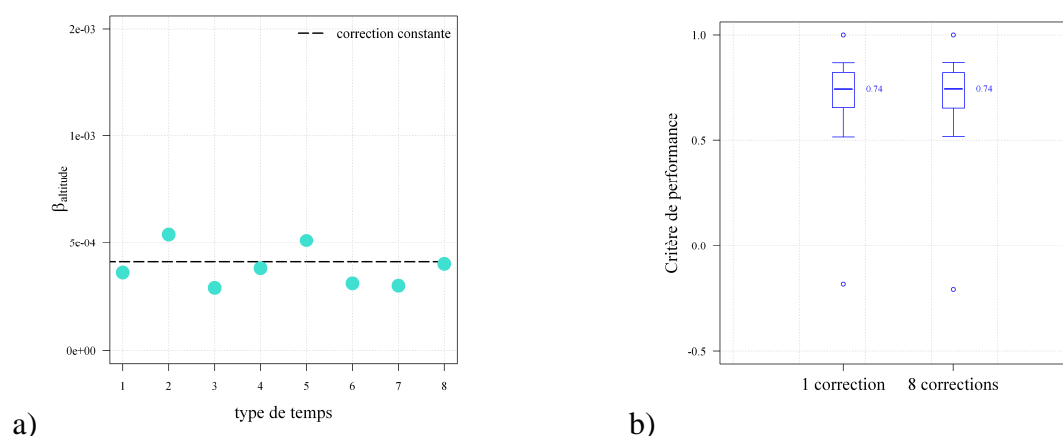 2e-03
1e-03
5e-04
0e+00
βaltitude
correction constante
1 2 3 4 5 6 7 8
type de temps
a)
1.0
0.5
0.0
-0.5
Critère de performance
0.74
0.74
1 correction
8 corrections
b)